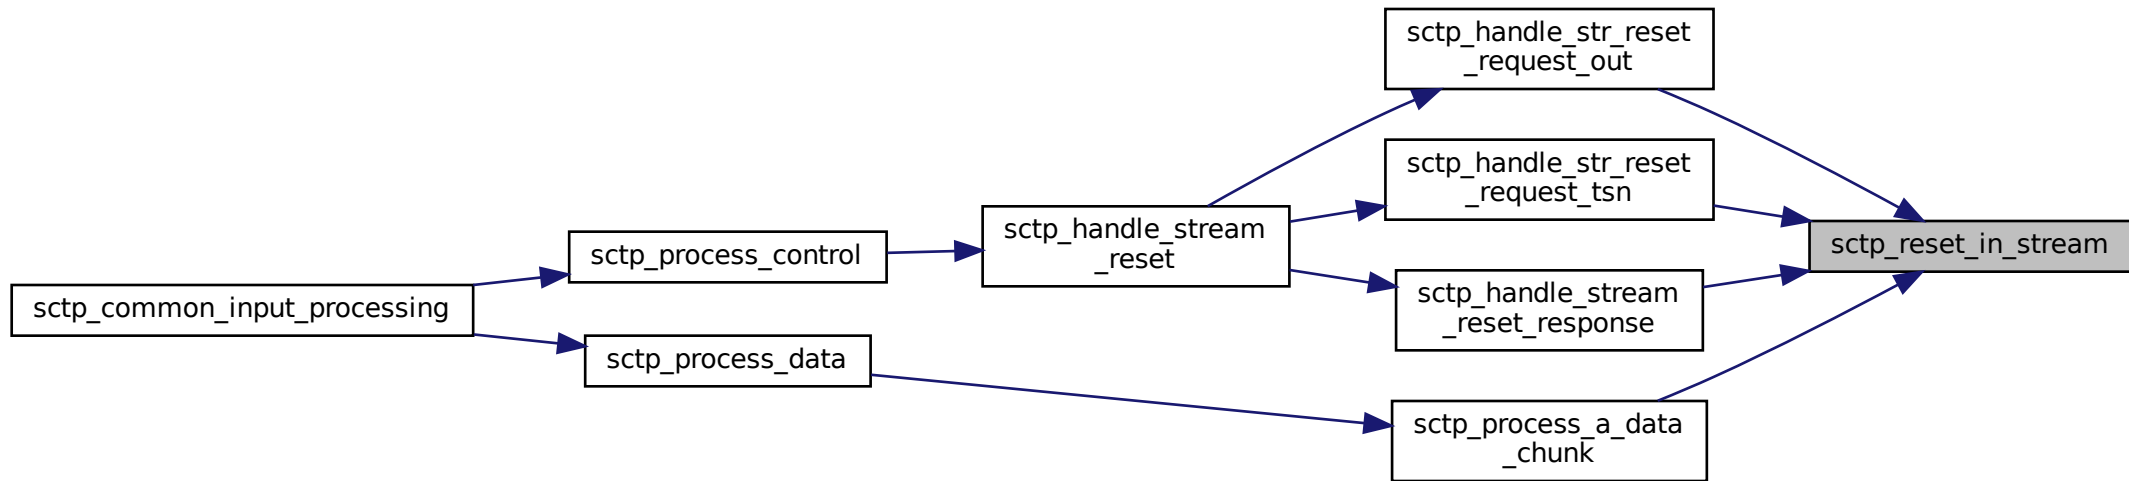 sctp_handle_str_reset
_request_out
sctp_handle_str_reset
_request_tsn
sctp_handle_stream
_reset
sctp_reset_in_stream
sctp_process_control
sctp_common_input_processing
sctp_handle_stream
_reset_response
sctp_process_data
sctp_process_a_data
_chunk